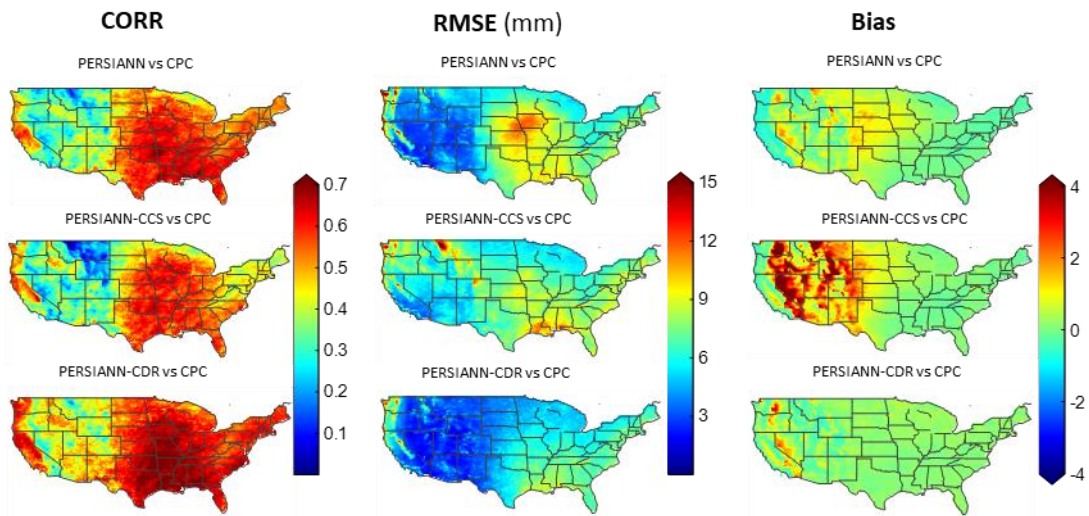 CORR
RMSE (mm)
Bias
PERSIANN vs CPC
PERSIANN vs CPC
PERSIANN vs CPC
0.7
0.6
0.5
0.4
0.3
0.2
0.1
15
12
9
6
3
4
2
0
-2
-4
PERSIANN-CCS vs CPC
PERSIANN-CCS vs CPC
PERSIANN-CCS vs CPC
PERSIANN-CDR vs CPC
PERSIANN-CDR vs CPC
PERSIANN-CDR vs CPC